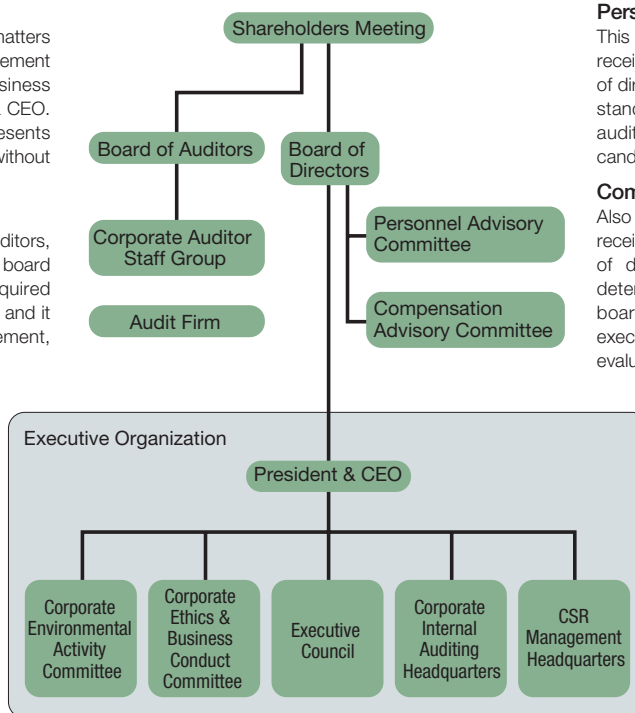 matters
ement
siness
CEO.
esents
without
ditors,
board
quired
and it
ement,
Shareholders Meeting
Board of Auditors
Board of
Directors
Corporate Auditor
Staff Group
Audit Firm
Personnel Advisory
Committee
Compensation
Advisory Committee
Pers
This
recei
of dir
stand
audit
cand
Com
Also
recei
of d
deter
board
exec
evalu
Executive Organization
President & CEO
Corporate
Environmental
Activity
Committee
Corporate
Ethics &
Business
Conduct
Committee
Executive
Council
Corporate
Internal
Auditing
Headquarters
CSR
Management
Headquarters